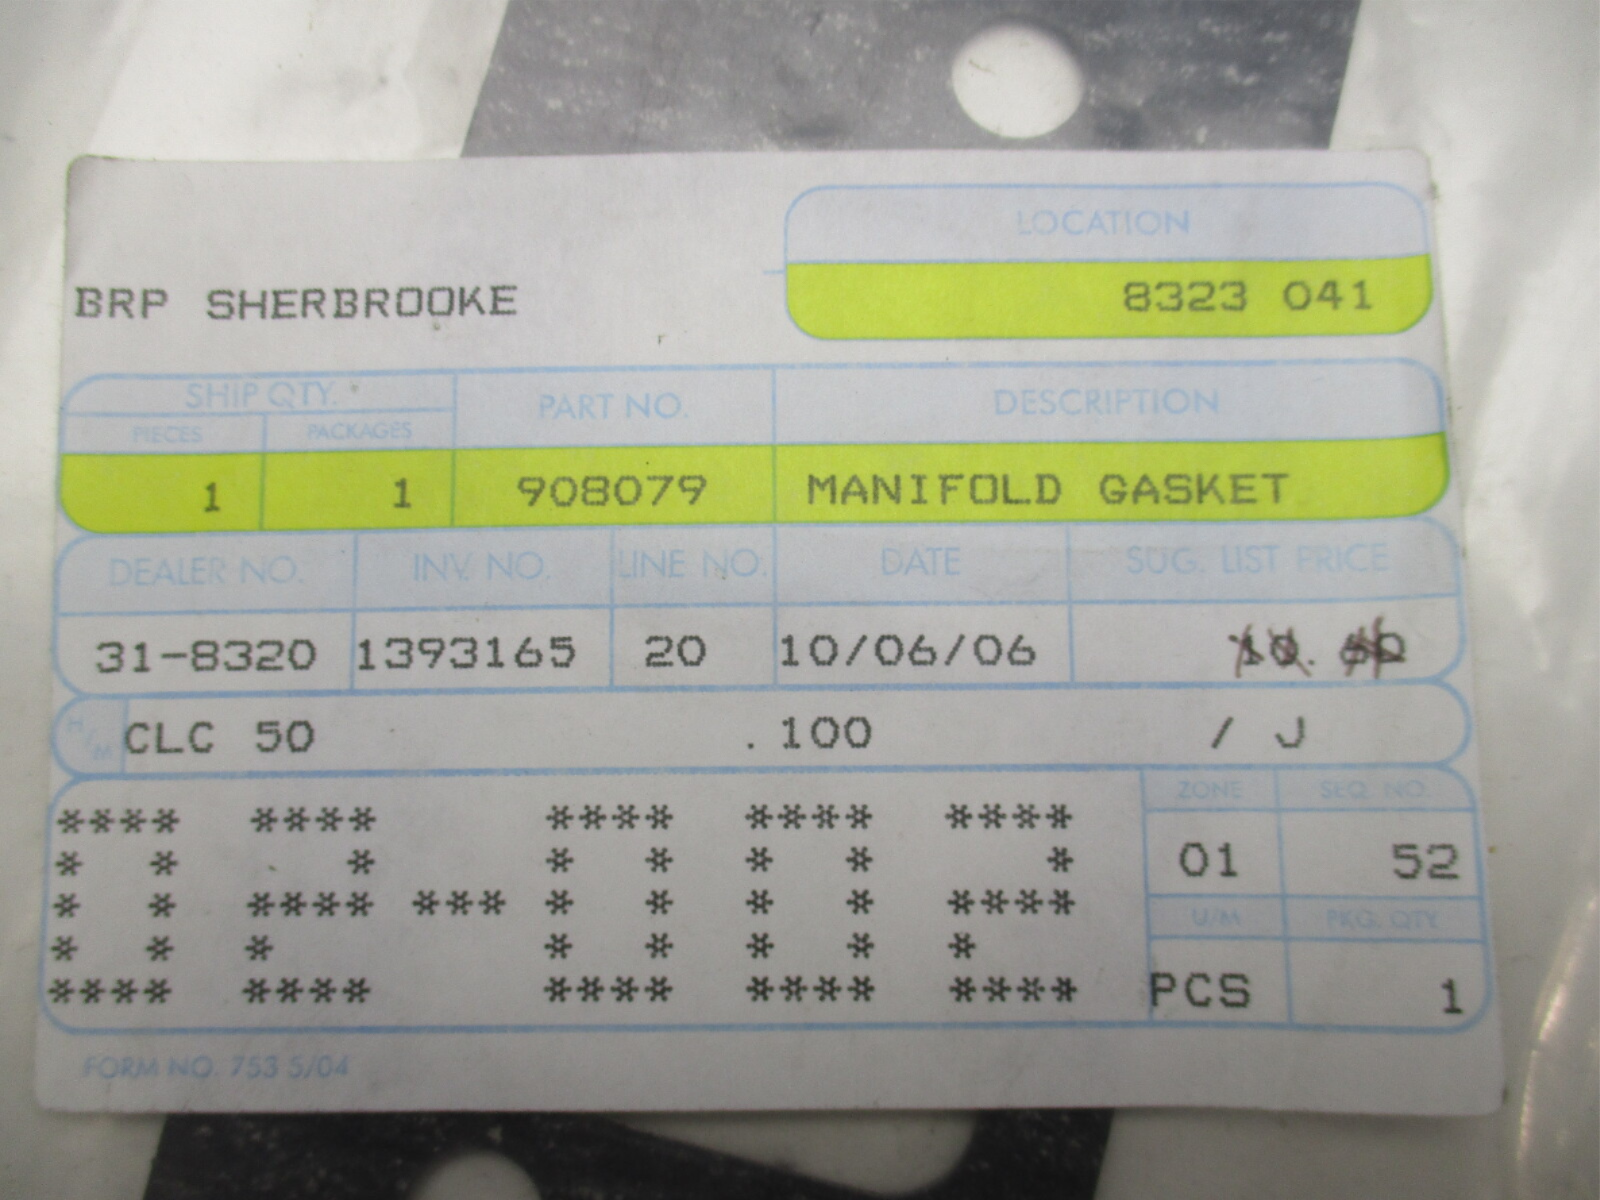 LOCATION
BRP SHERBROOKE 8323 041
SHIP QTY. PART NO. DESCRIPTION
PIECES PACKAGES
1 1 908079 MANIFOLD GASKET
DEALER NO. INV. NO. LINE NO. DATE SUG. LIST PRICE
31-8320 1393165 20 10/06/06
H/M CLC 50 .100 / J
ZONE SEQ. NO.
02-002
01 52
U/M PKG. QTY
PCS 1
FORM NO. 753 5/04